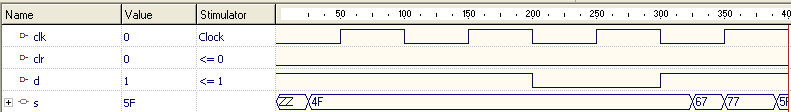 Name Value Stimulator 50 100 150 200 250 300 350 40
clk 0 Clock
clr 0 <= 0
d 1 <= 1
s 5F ZZ 4F 67 77 5F